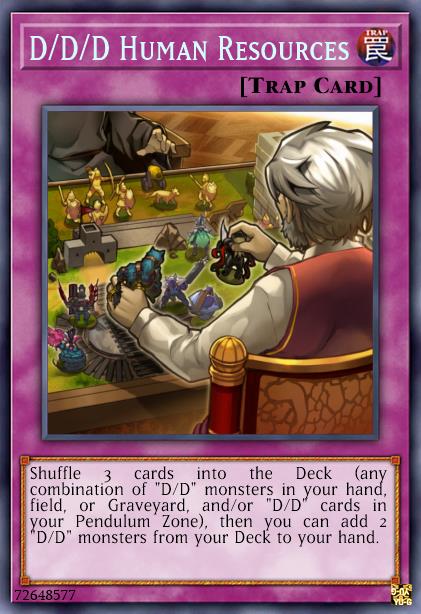 D/D/D Human Resources
TRAP
罠
[Trap Card]
Shuffle 3 cards into the Deck (any
combination of "D/D" monsters in your hand,
field, or Graveyard, and/or "D/D" cards in
your Pendulum Zone), then you can add 2
"D/D" monsters from your Deck to your hand.
72648577